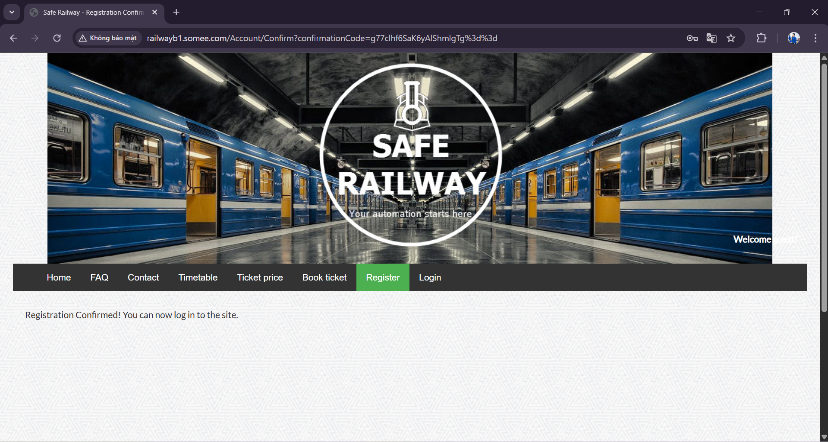 Safe Railway - Registration Confirm
Không bảo mật
railwayb1.somee.com/Account/Confirm?confirmationCode=g77clhf6SaK6yAlShmlgTg%3d%3d
SAFE
RAILWAY
Your automation starts here
Welcome
Home FAQ Contact Timetable Ticket price Book ticket Register Login
Registration Confirmed! You can now log in to the site.